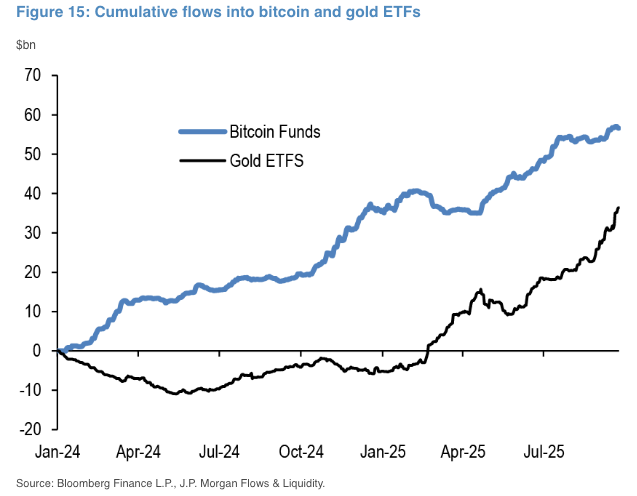 Figure 15: Cumulative flows into bitcoin and gold ETFs
$bn
70
60
50
40
30
20
10
0
-10
-20
Bitcoin Funds
Gold ETFS
Jan-24 Apr-24 Jul-24 Oct-24 Jan-25 Apr-25 Jul-25
Source: Bloomberg Finance L.P., J.P. Morgan Flows & Liquidity.